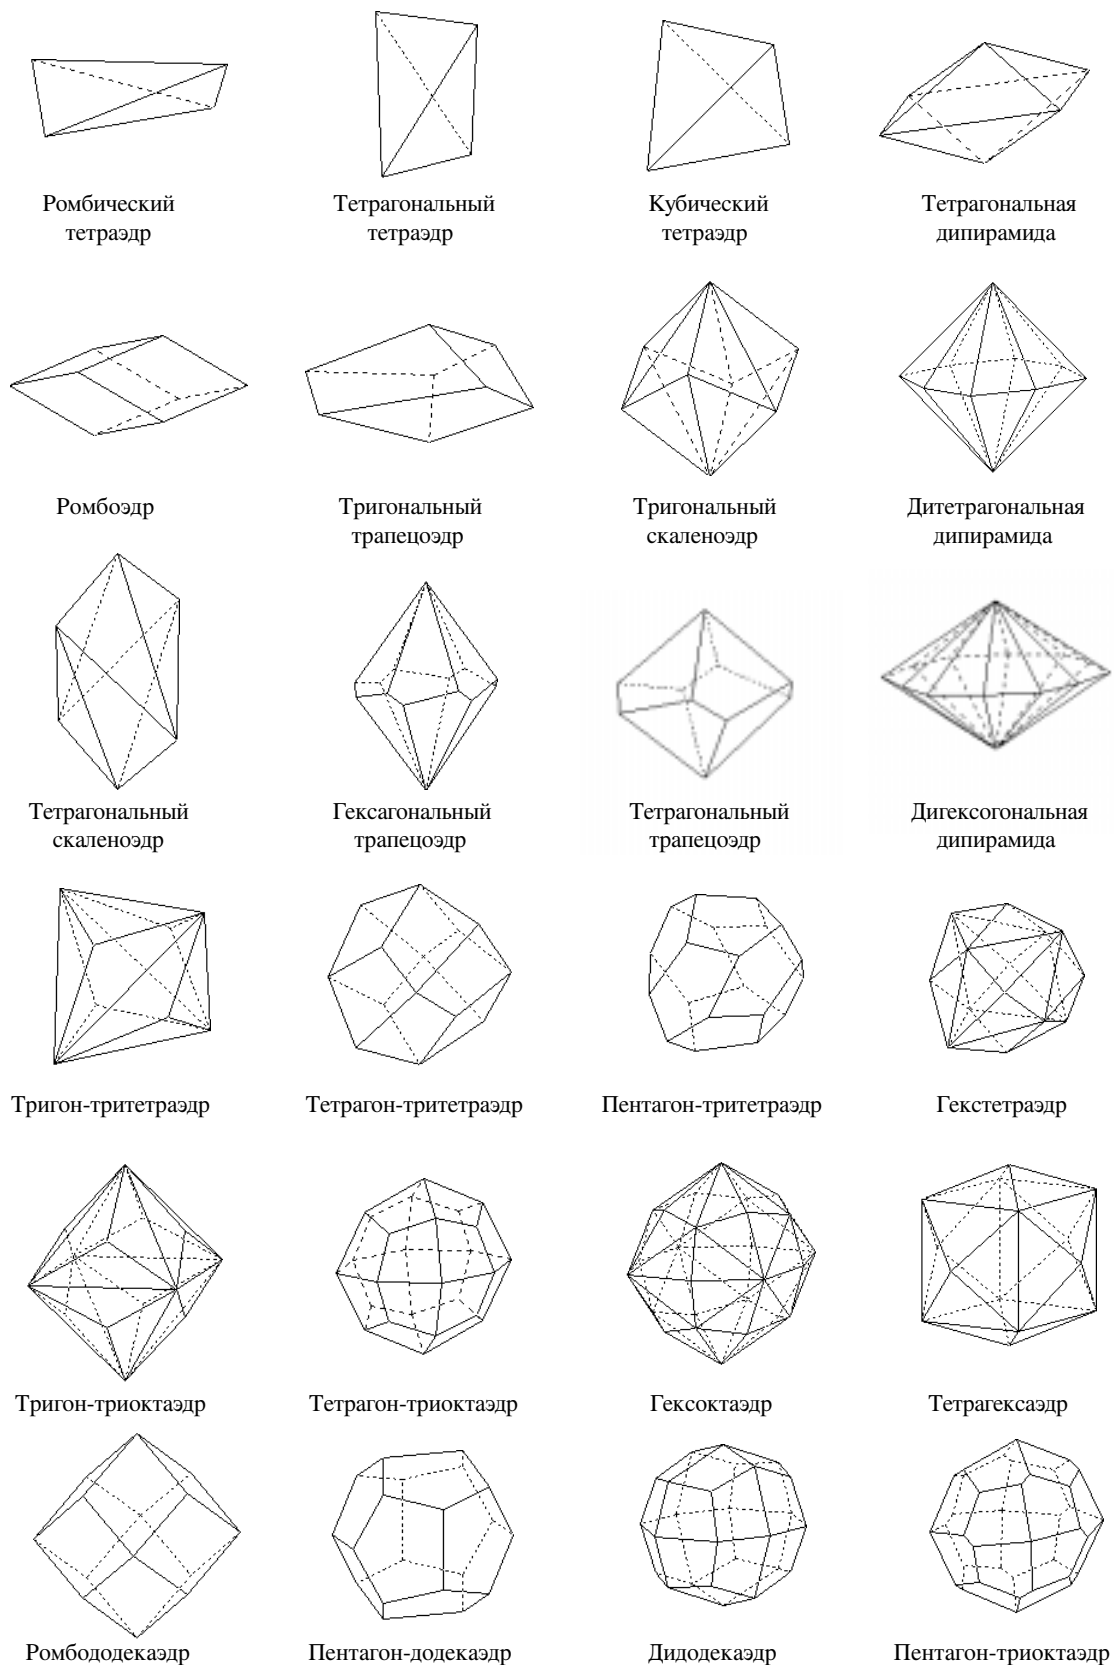 Ромбический
тетраэдр
Тетрагональный
тетраэдр
Кубический
тетраэдр
Тетрагональная
дипирамида
Ромбоэдр
Тригональный
трапецоэдр
Тригональный
скаленоэдр
Дитетрагональная
дипирамида
Тетрагональный
скаленоэдр
Гексагональный
трапецоэдр
Тетрагональный
трапецоэдр
Дигексогональная
дипирамида
Тригон-тритетраэдр
Тетрагон-тритетраэдр
Пентагон-тритетраэдр
Гекстетраэдр
Тригон-триоктаэдр
Тетрагон-триоктаэдр
Гексоктаэдр
Тетрагексаэдр
Ромбододекаэдр
Пентагон-додекаэдр
Дидодекаэдр
Пентагон-триоктаэдр